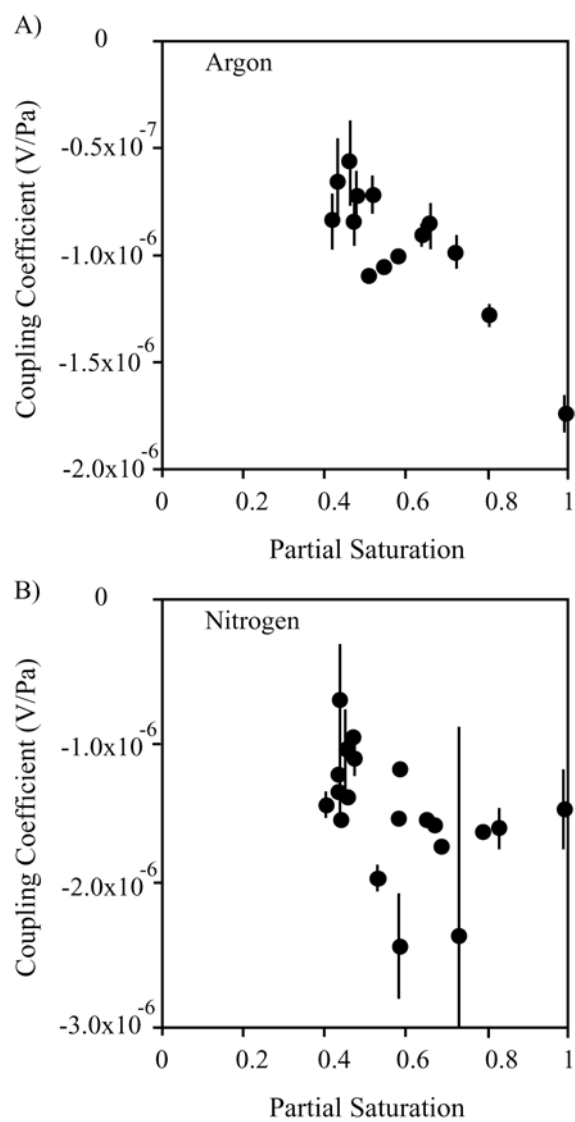 A)
0
Argon
-0.5x10-7
-1.0x10-6
-1.5x10-6
-2.0x10-6
Coupling Coefficient (V/Pa)
0 0.2 0.4 0.6 0.8 1
Partial Saturation
B)
0
Nitrogen
-1.0x10-6
-2.0x10-6
-3.0x10-6
Coupling Coefficient (V/Pa)
0 0.2 0.4 0.6 0.8 1
Partial Saturation